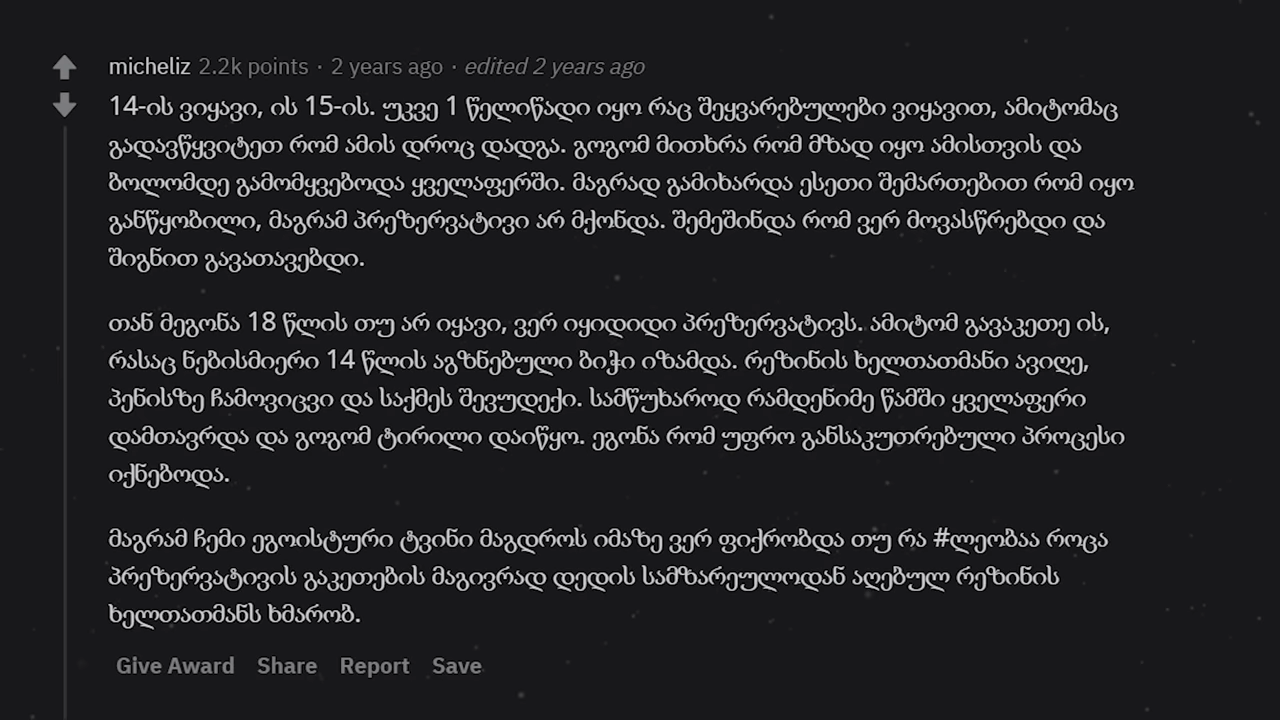 micheliz 2.2k points · 2 years ago · edited 2 years ago
14-ის ვიყავი, ის 15-ის. უკვე 1 წელიწადი იყო რაც შეყვარებულები ვიყავით, ამიტომაც
გადავწყვიტეთ რომ ამის დროც დადგა. გოგომ მითხრა რომ მზად იყო ამისთვის და
ბოლომდე გამომყვებოდა ყველაფერში. მაგრად გამიხარდა ესეთი შემართებით რომ იყო
განწყობილი, მაგრამ პრეზერვატივი არ მქონდა. შემეშინდა რომ ვერ მოვასწრებდი და
შიგნით გავათავებდი.
თან მეგონა 18 წლის თუ არ იყავი, ვერ იყიდიდი პრეზერვატივს. ამიტომ გავაკეთე ის,
რასაც ნებისმიერი 14 წლის აგზნებული ბიჭი იზამდა. რეზინის ხელთათმანი ავიღე,
პენისზე ჩამოვიცვი და საქმეს შევუდექი. სამწუხაროდ რამდენიმე წამში ყველაფერი
დამთავრდა და გოგომ ტირილი დაიწყო. ეგონა რომ უფრო განსაკუთრებული პროცესი
იქნებოდა.
მაგრამ ჩემი ეგოისტური ტვინი მაგდროს იმაზე ვერ ფიქრობდა თუ რა #ლეობაა როცა
პრეზერვატივის გაკეთების მაგივრად დედის სამზარეულოდან აღებულ რეზინის
ხელთათმანს ხმარობ.
Give Award Share Report Save